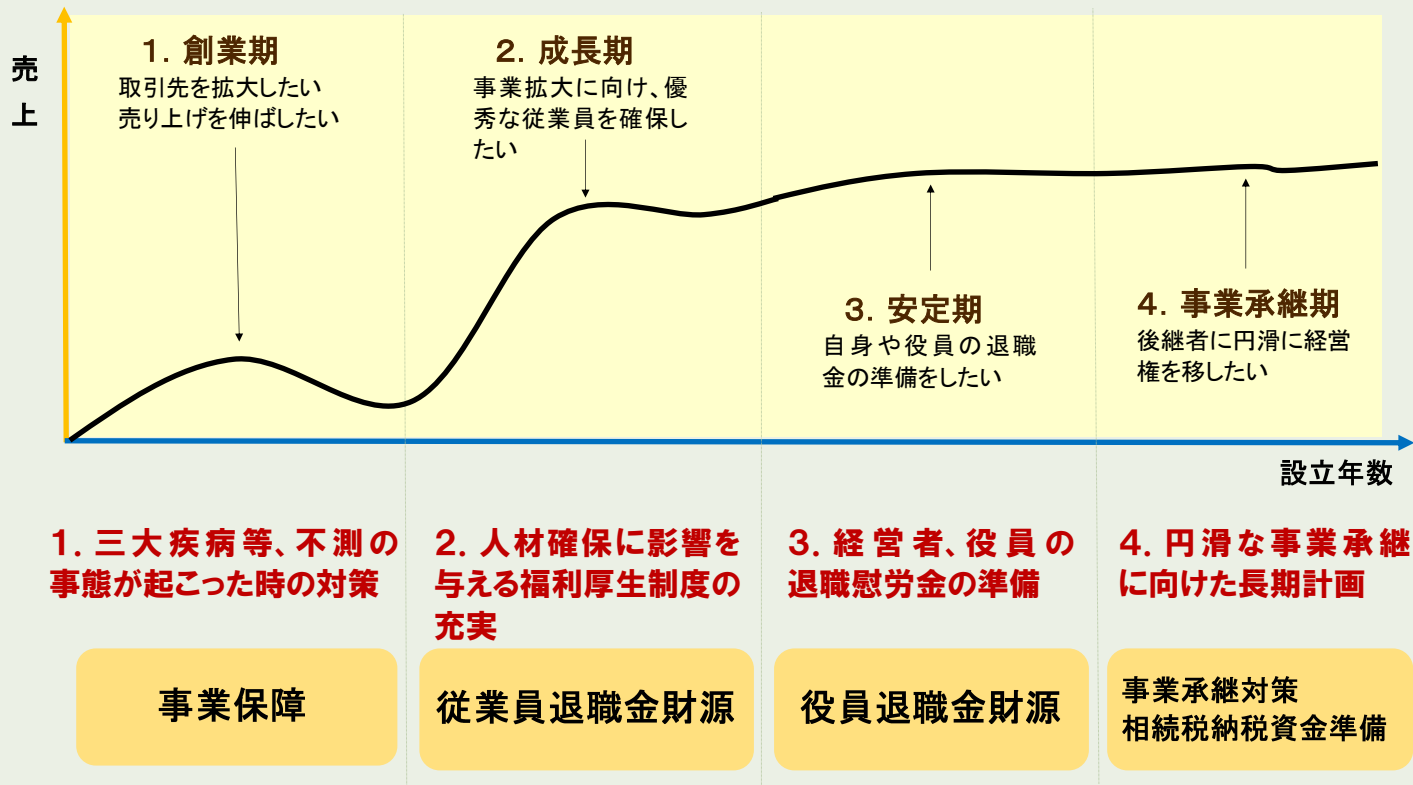 売
上
1. 創業期
取引先を拡大したい
売り上げを伸ばしたい
2. 成長期
事業拡大に向け、優
秀な従業員を確保し
たい
3. 安定期
自身や役員の退職
金の準備をしたい
4. 事業承継期
後継者に円滑に経営
権を移したい
設立年数
1. 三大疾病等、不測の
事態が起こった時の対策
2. 人材確保に影響を
与える福利厚生制度の
充実
3. 経営者、役員の
退職慰労金の準備
4. 円滑な事業承継
に向けた長期計画
事業保障
従業員退職金財源
役員退職金財源
事業承継対策
相続税納税資金準備